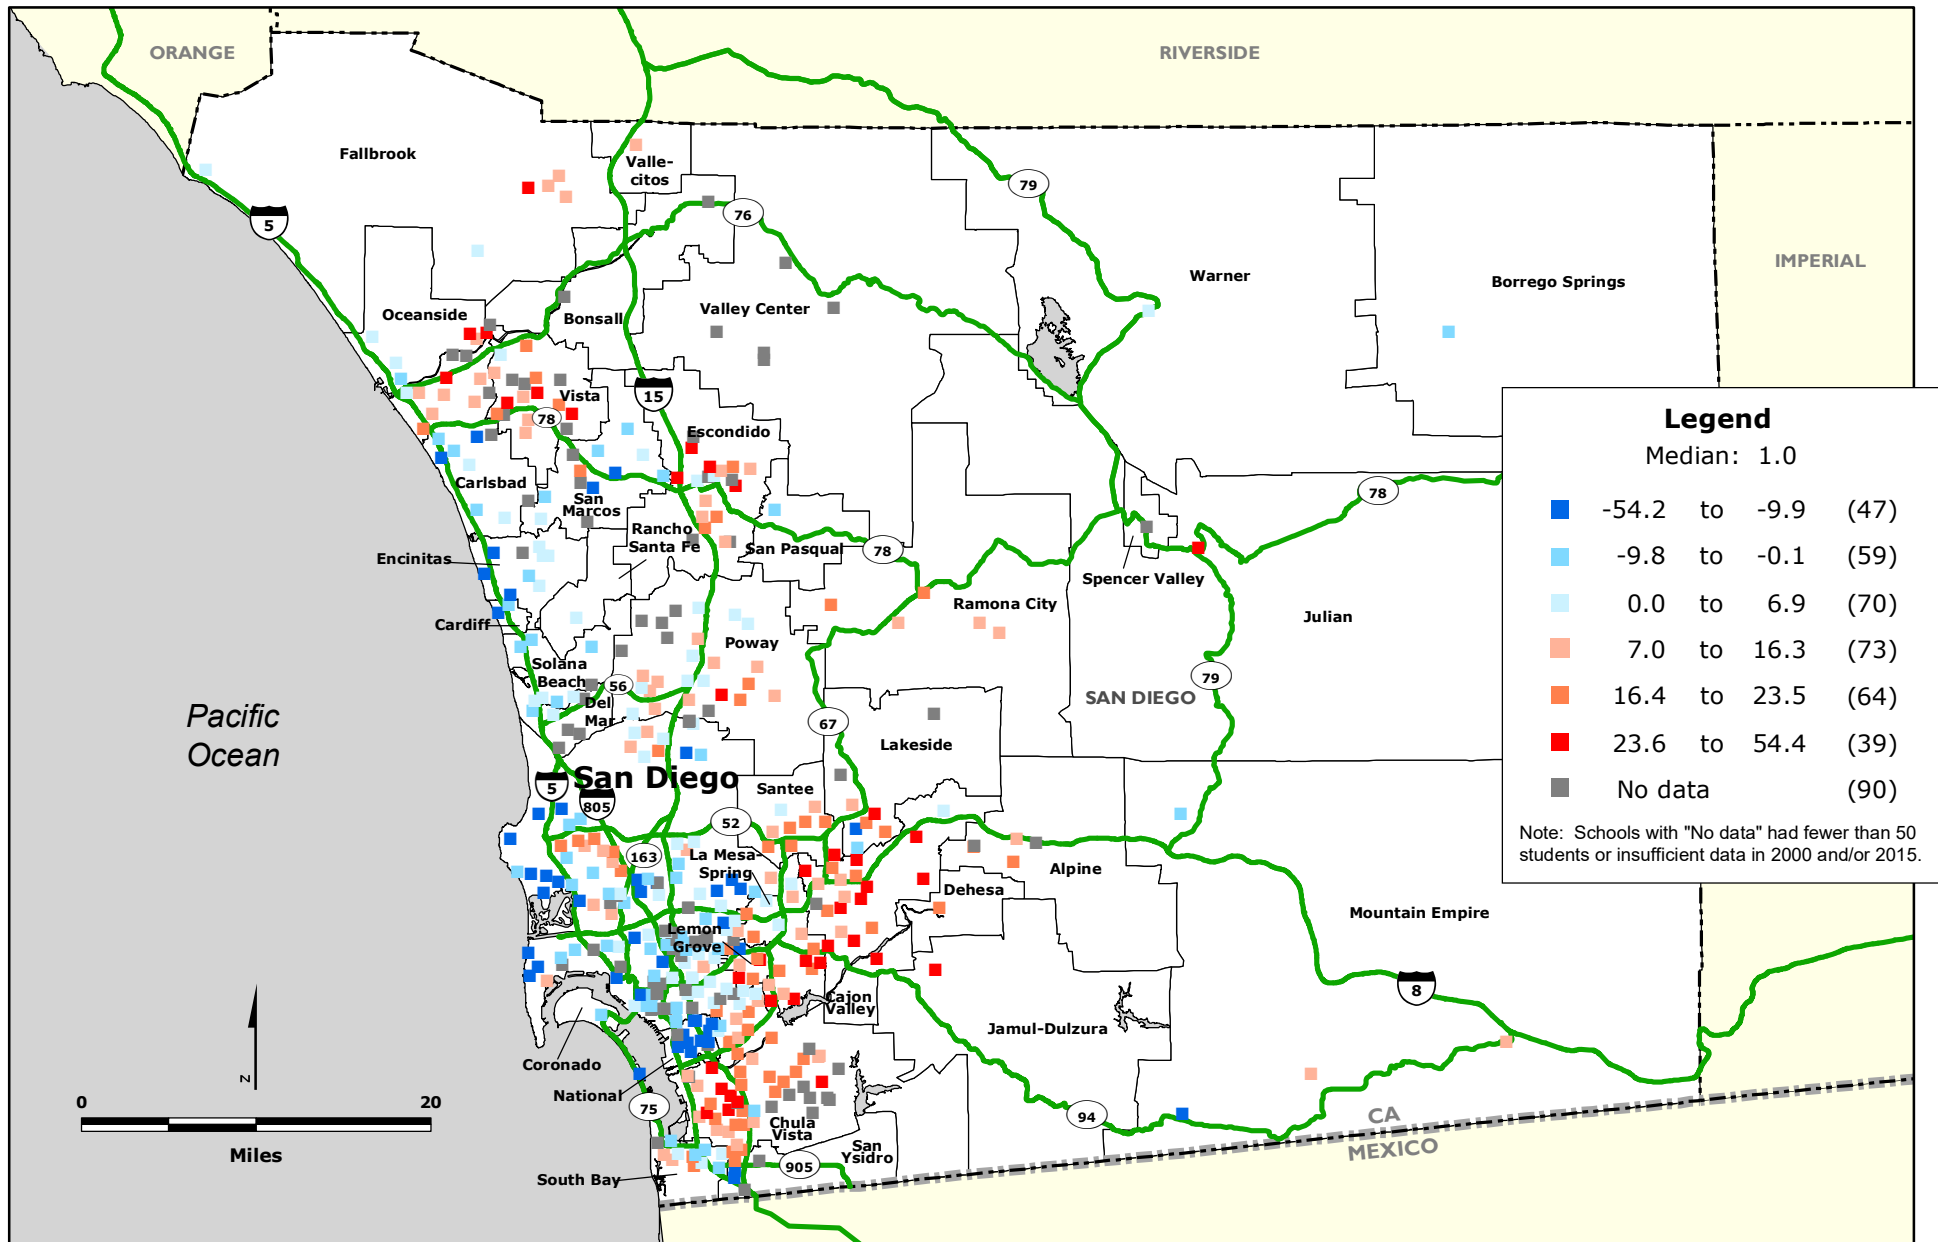 ORANGE
RIVERSIDE
Fallbrook
Valle-
citos
79
5
76
IMPERIAL
Warner
Borrego Springs
Oceanside
Bonsall
Valley Center
15
Vista
78
Escondido
Carlsbad
San
Marcos
78
Rancho
Santa Fe
San Pasqual
78
Encinitas
Spencer Valley
Ramona City
Julian
Cardiff
Poway
Solana
Beach
56
79
SAN DIEGO
Del
Mar
67
Lakeside
Pacific
Ocean
San Diego
5
805
Santee
52
163
La Mesa-
Spring
Alpine
Dehesa
Mountain Empire
Lemon
Grove
8
Cajon
Valley
Jamul-Dulzura
Coronado
National
75
94
CA
MEXICO
Chula
Vista
San
Ysidro
905
South Bay
N
0 20
Miles
Legend
Median: 1.0
-54.2 to -9.9 (47)
-9.8 to -0.1 (59)
0.0 to 6.9 (70)
7.0 to 16.3 (73)
16.4 to 23.5 (64)
23.6 to 54.4 (39)
No data (90)
Note: Schools with "No data" had fewer than 50
students or insufficient data in 2000 and/or 2015.